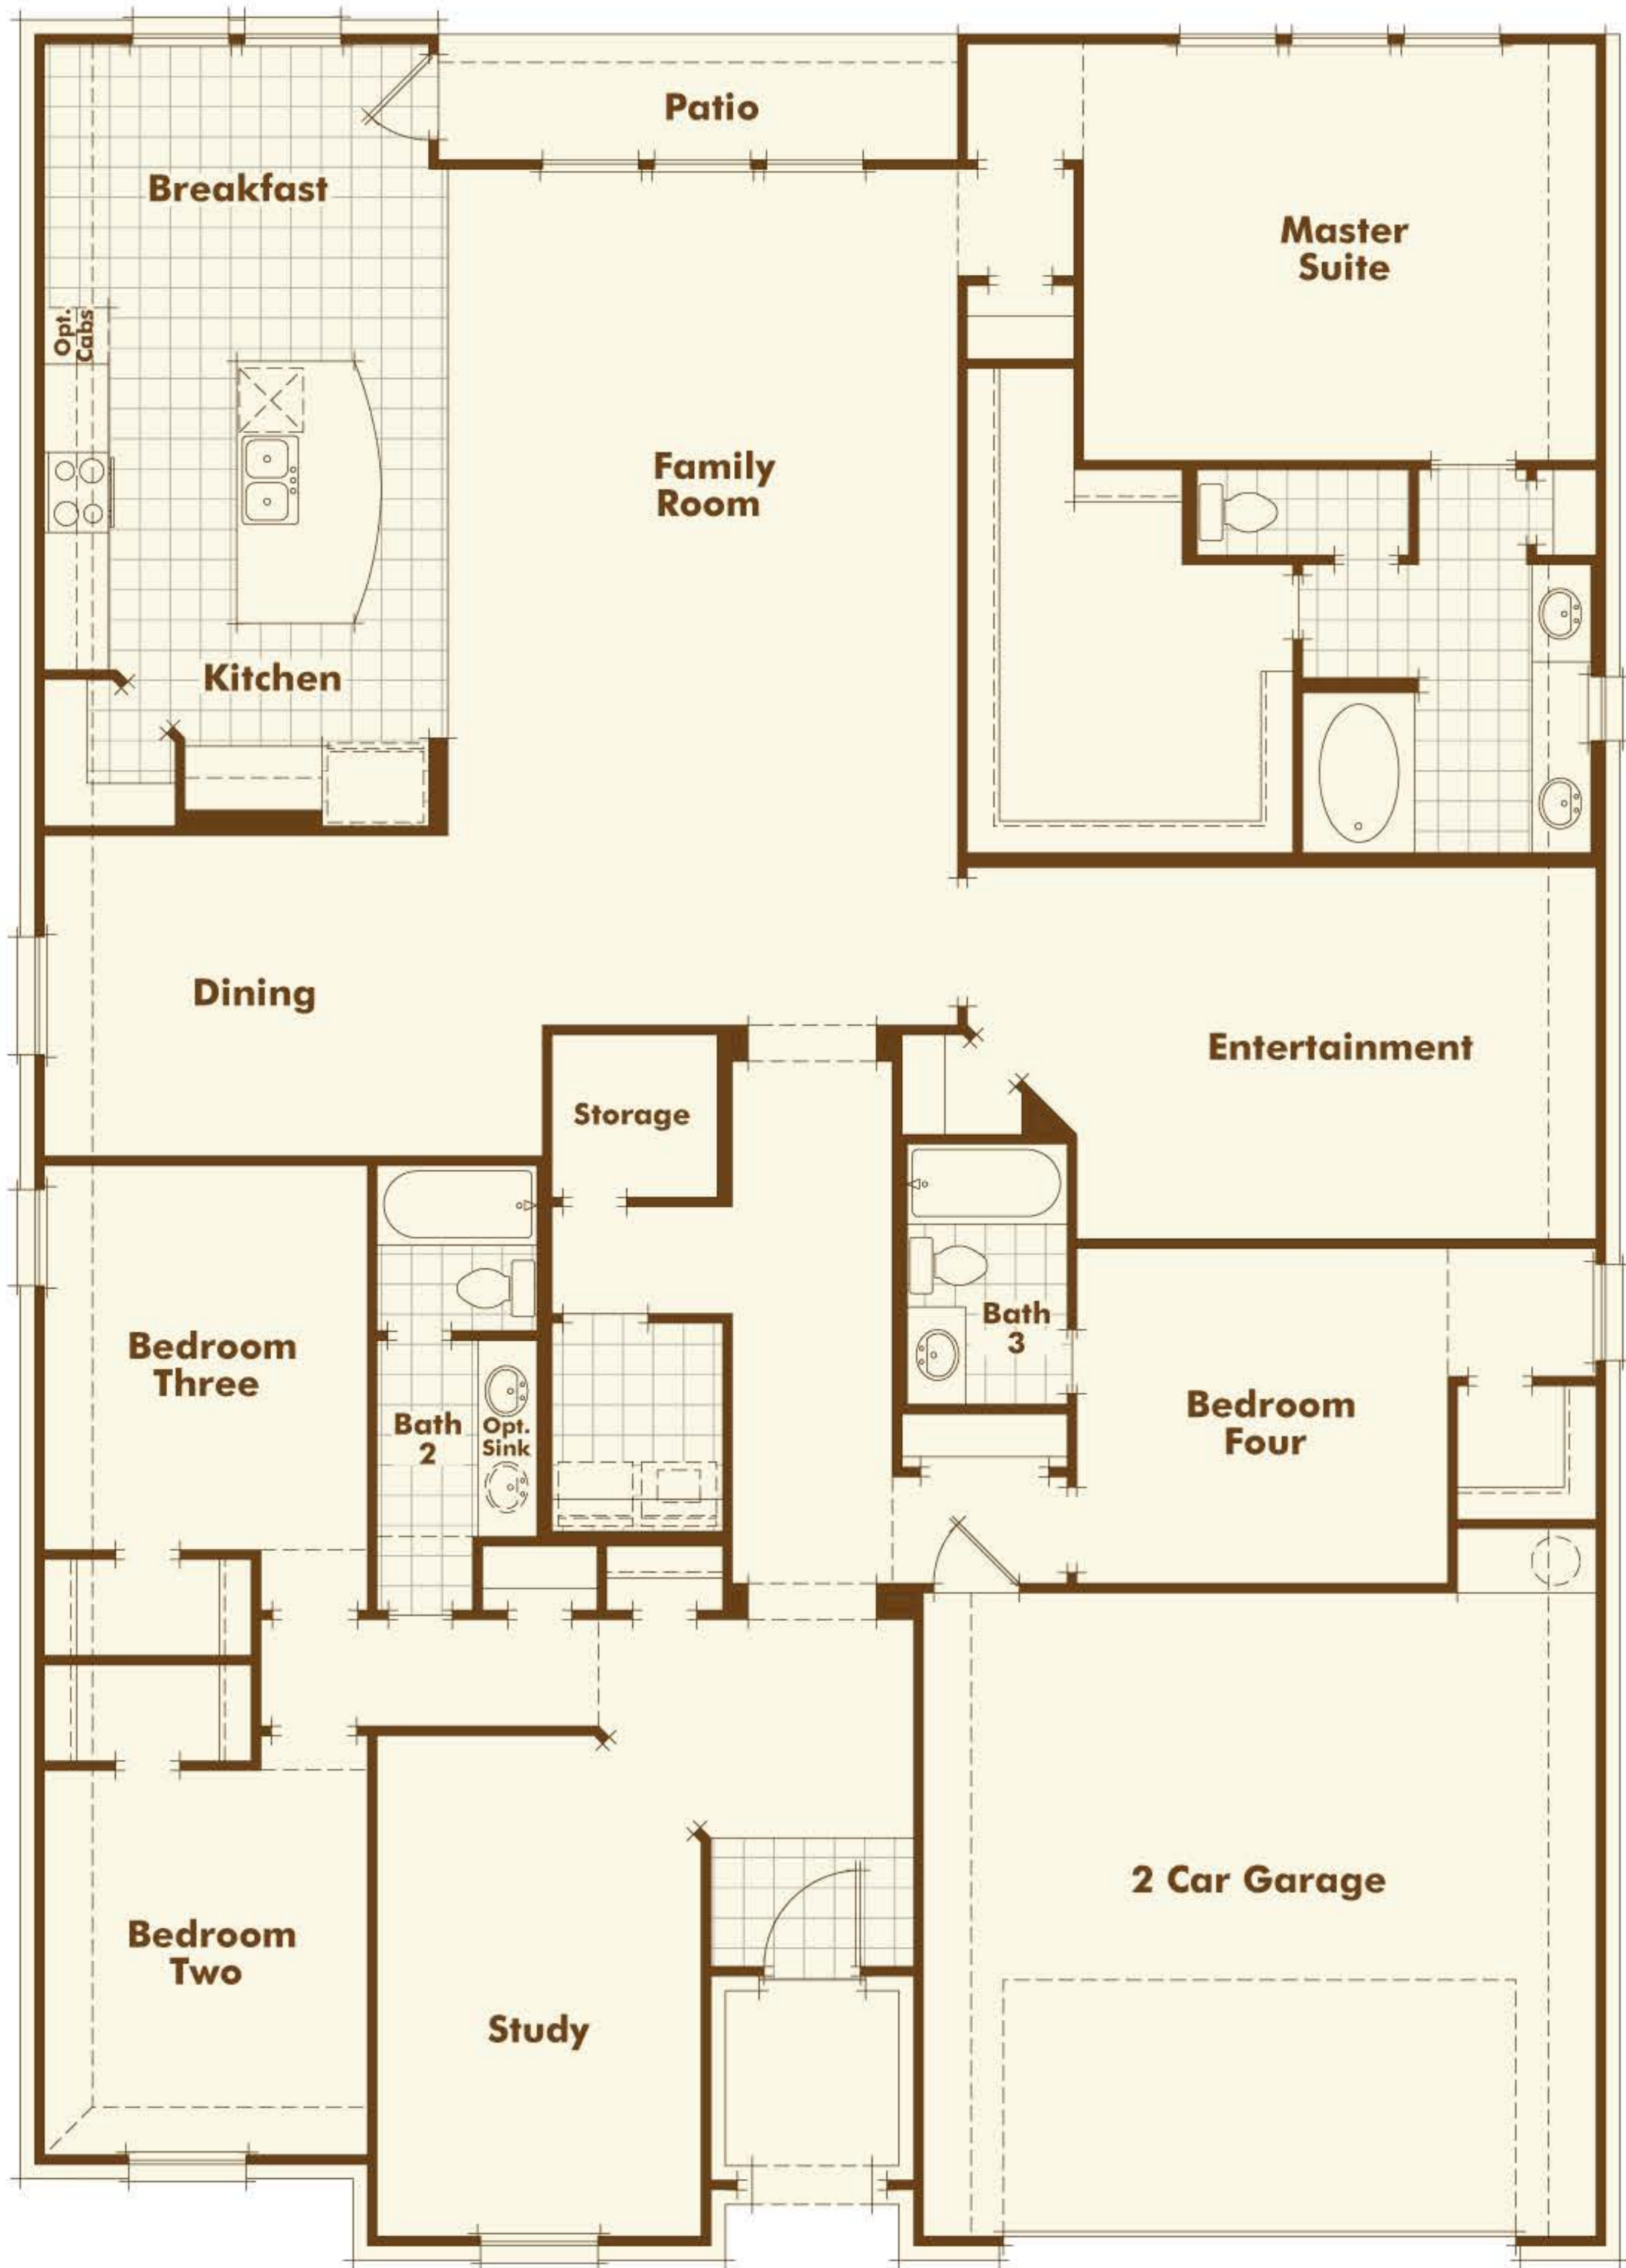 Patio
Breakfast
Master
Suite
Opt.
Cabs
Family
Room
Kitchen
Dining
Entertainment
Storage
Bath
3
Bedroom
Three
Bedroom
Four
Bath
2
Opt.
Sink
2 Car Garage
Bedroom
Two
Study